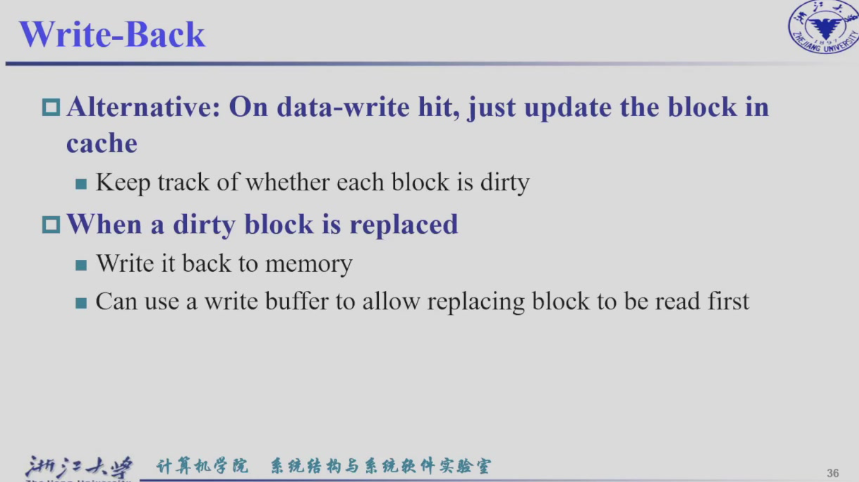 Write-Back
Alternative: On data-write hit, just update the block in
cache
Keep track of whether each block is dirty
When a dirty block is replaced
Write it back to memory
Can use a write buffer to allow replacing block to be read first
浙江大学 计算机学院 系统结构与系统软件实验室
36